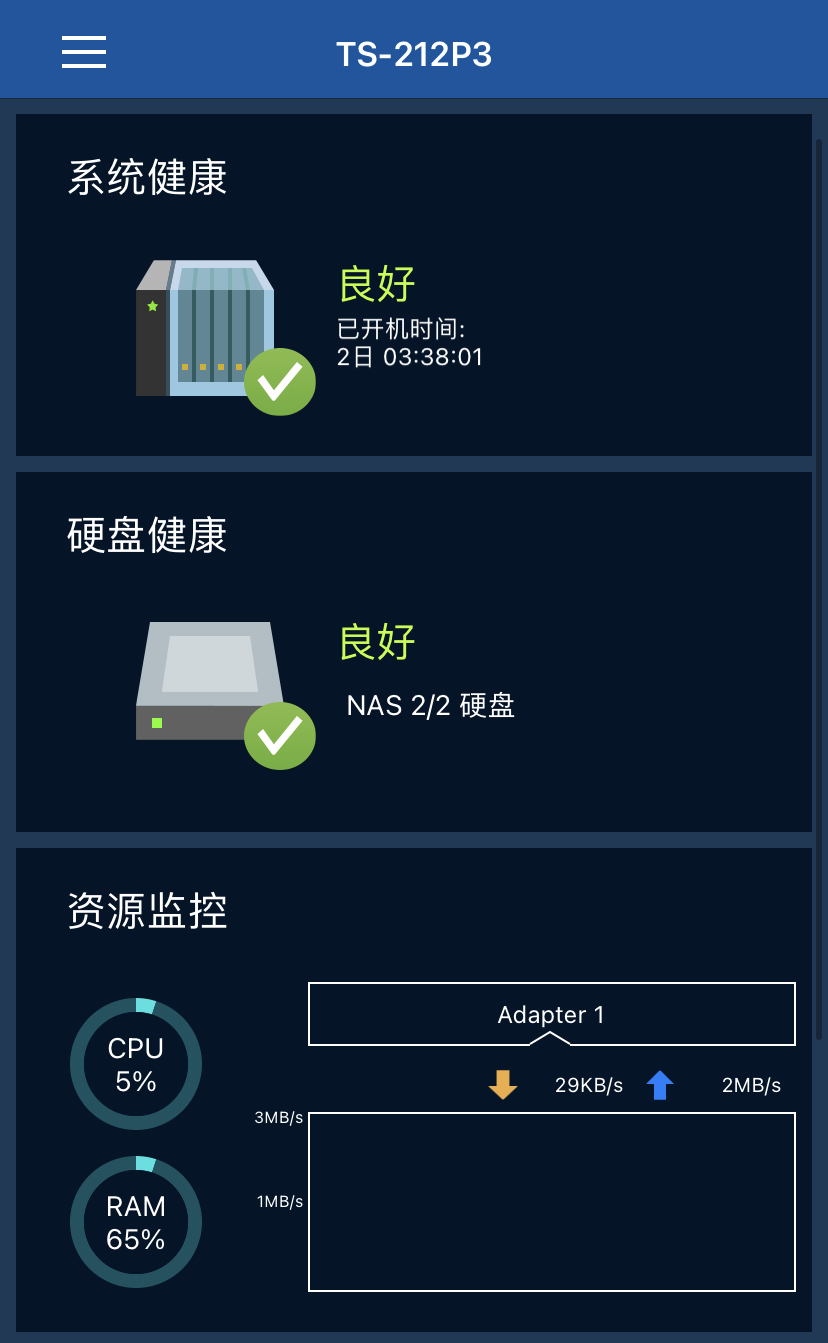 TS-212P3
系统健康
良好
已开机时间:
2日 03:38:01
硬盘健康
良好
NAS 2/2 硬盘
资源监控
CPU
5%
RAM
65%
Adapter 1
29KB/s 2MB/s
3MB/s
1MB/s